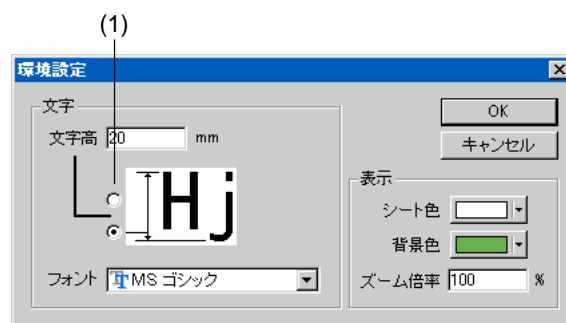 (1)
環境設定
文字
文字高 20 mm
Hj
フォント MS ゴシック
OK
キャンセル
表示
シート色
背景色
ズーム倍率 100 %